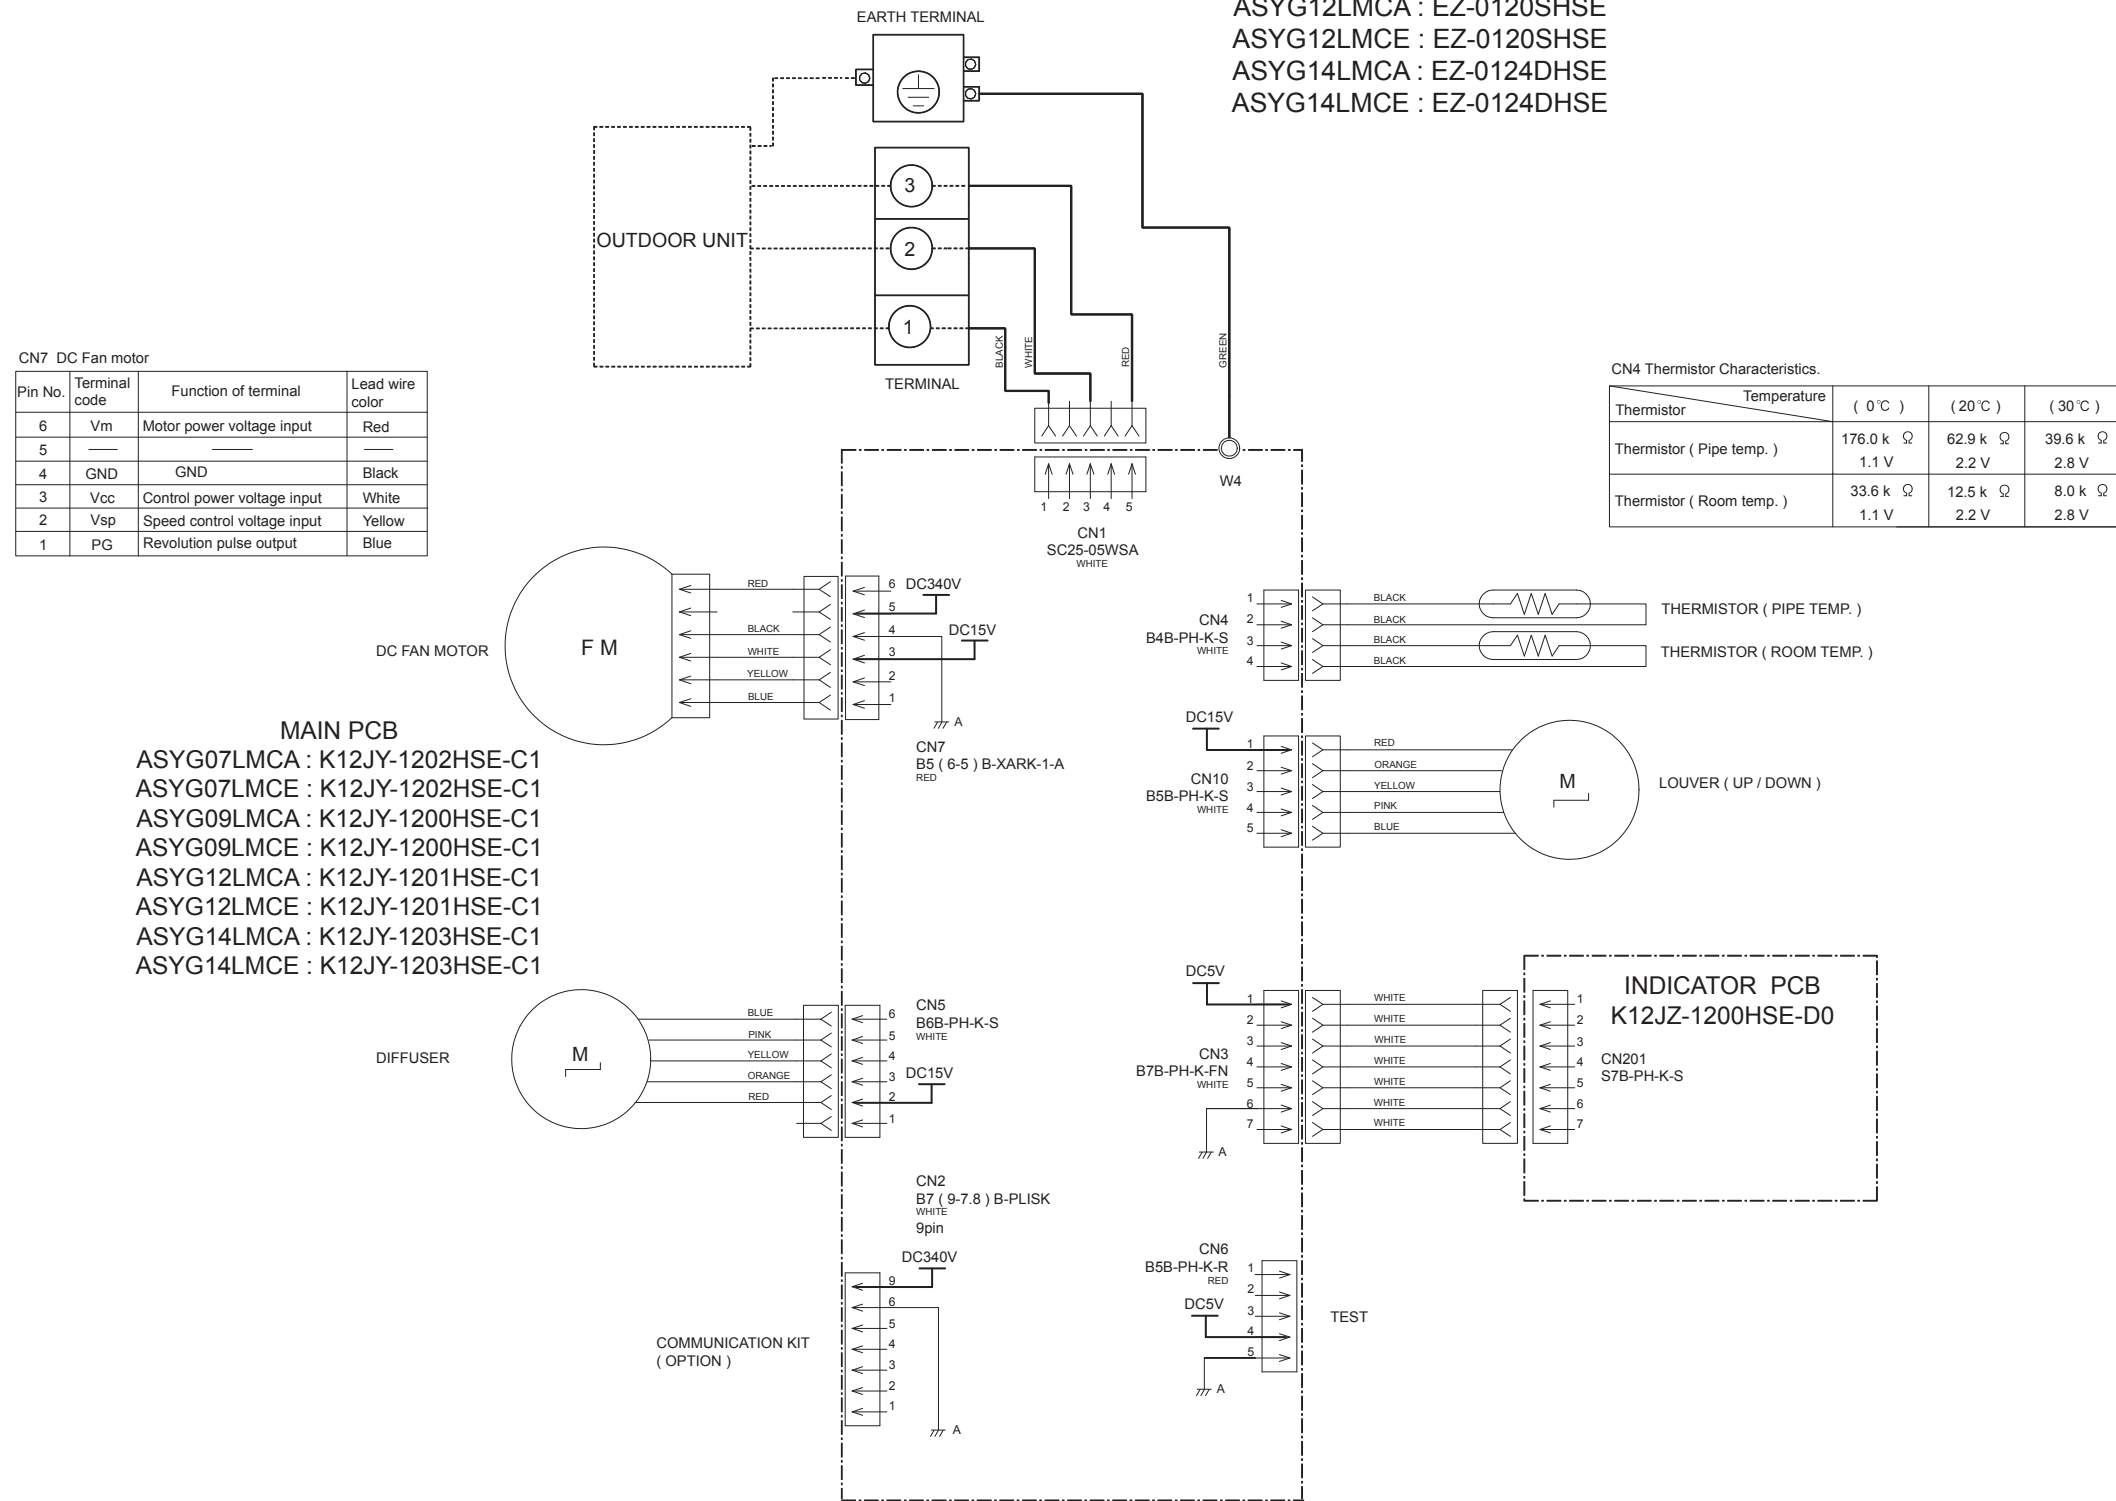 EARTH TERMINAL
ASYG12LMCA : EZ-0120SHSE
ASYG12LMCE : EZ-0120SHSE
ASYG14LMCA : EZ-0124DHSE
ASYG14LMCE : EZ-0124DHSE
OUTDOOR UNIT
3
2
1
TERMINAL
BLACK
WHITE
RED
GREEN
W4
1 2 3 4 5
CN1
SC25-05WSA
WHITE
CN7 DC Fan motor
Pin No. Terminal code Function of terminal Lead wire color
6 Vm Motor power voltage input Red
5
4 GND GND Black
3 Vcc Control power voltage input White
2 Vsp Speed control voltage input Yellow
1 PG Revolution pulse output Blue
CN4 Thermistor Characteristics.
Thermistor Temperature ( 0℃ ) ( 20℃ ) ( 30℃ )
Thermistor ( Pipe temp. ) 176.0 k Ω 62.9 k Ω 39.6 k Ω
1.1 V 2.2 V 2.8 V
Thermistor ( Room temp. ) 33.6 k Ω 12.5 k Ω 8.0 k Ω
1.1 V 2.2 V 2.8 V
DC FAN MOTOR
F M
RED
BLACK
WHITE
YELLOW
BLUE
6 DC340V
5
4 DC15V
3
2
1
A
CN7
B5 ( 6-5 ) B-XARK-1-A
RED
CN4
B4B-PH-K-S
WHITE
1 BLACK
2 BLACK
3 BLACK
4 BLACK
THERMISTOR ( PIPE TEMP. )
THERMISTOR ( ROOM TEMP. )
DC15V
CN10
B5B-PH-K-S
WHITE
1 RED
2 ORANGE
3 YELLOW
4 PINK
5 BLUE
M
LOUVER ( UP / DOWN )
MAIN PCB
ASYG07LMCA : K12JY-1202HSE-C1
ASYG07LMCE : K12JY-1202HSE-C1
ASYG09LMCA : K12JY-1200HSE-C1
ASYG09LMCE : K12JY-1200HSE-C1
ASYG12LMCA : K12JY-1201HSE-C1
ASYG12LMCE : K12JY-1201HSE-C1
ASYG14LMCA : K12JY-1203HSE-C1
ASYG14LMCE : K12JY-1203HSE-C1
DIFFUSER
M
BLUE
PINK
YELLOW
ORANGE
RED
6
5
4
3
2
1
CN5
B6B-PH-K-S
WHITE
DC15V
DC5V
CN3
B7B-PH-K-FN
WHITE
1 WHITE 1
2 WHITE 2
3 WHITE 3
4 WHITE 4
5 WHITE 5
6 WHITE 6
7 WHITE 7
A
INDICATOR PCB
K12JZ-1200HSE-D0
CN201
S7B-PH-K-S
CN2
B7 ( 9-7.8 ) B-PLISK
WHITE
9pin
DC340V
9
6
5
4
3
2
1
A
COMMUNICATION KIT
( OPTION )
CN6
B5B-PH-K-R
RED
DC5V
1
2
3
4
5
A
TEST